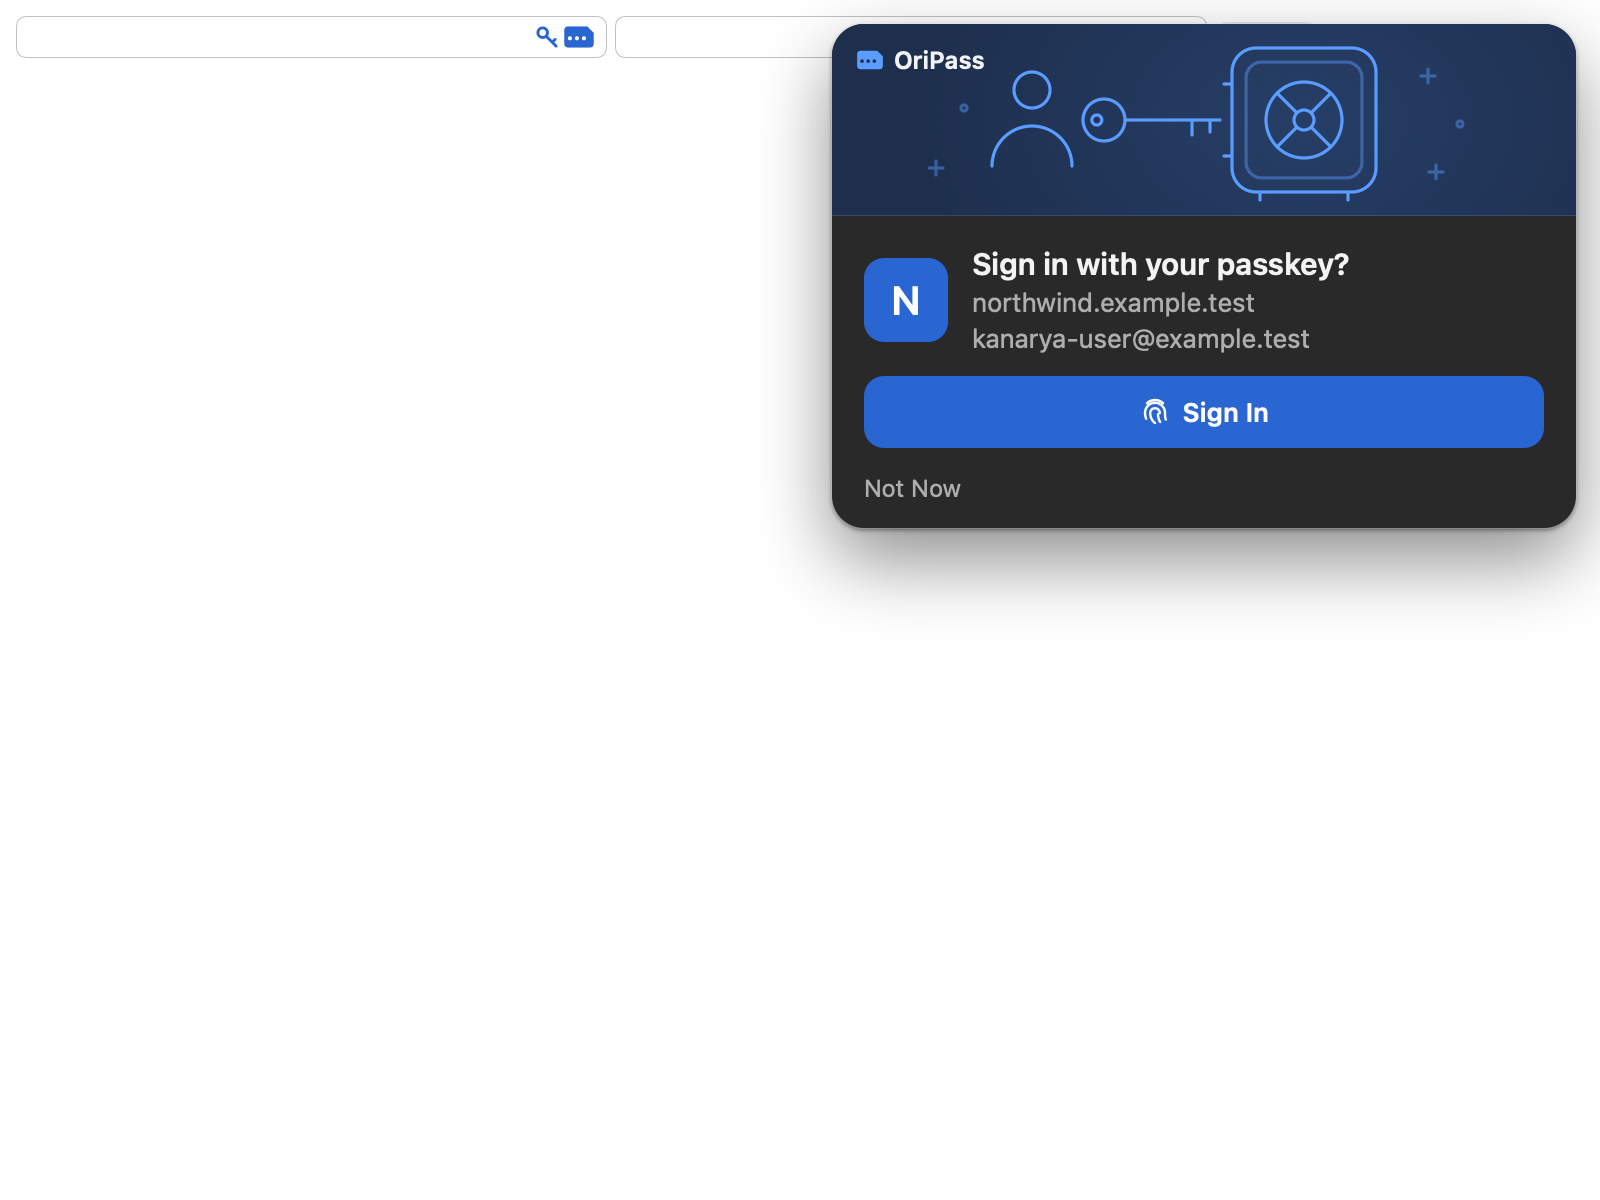 OriPass
N
Sign in with your passkey?
northwind.example.test
kanarya-user@example.test
Sign In
Not Now